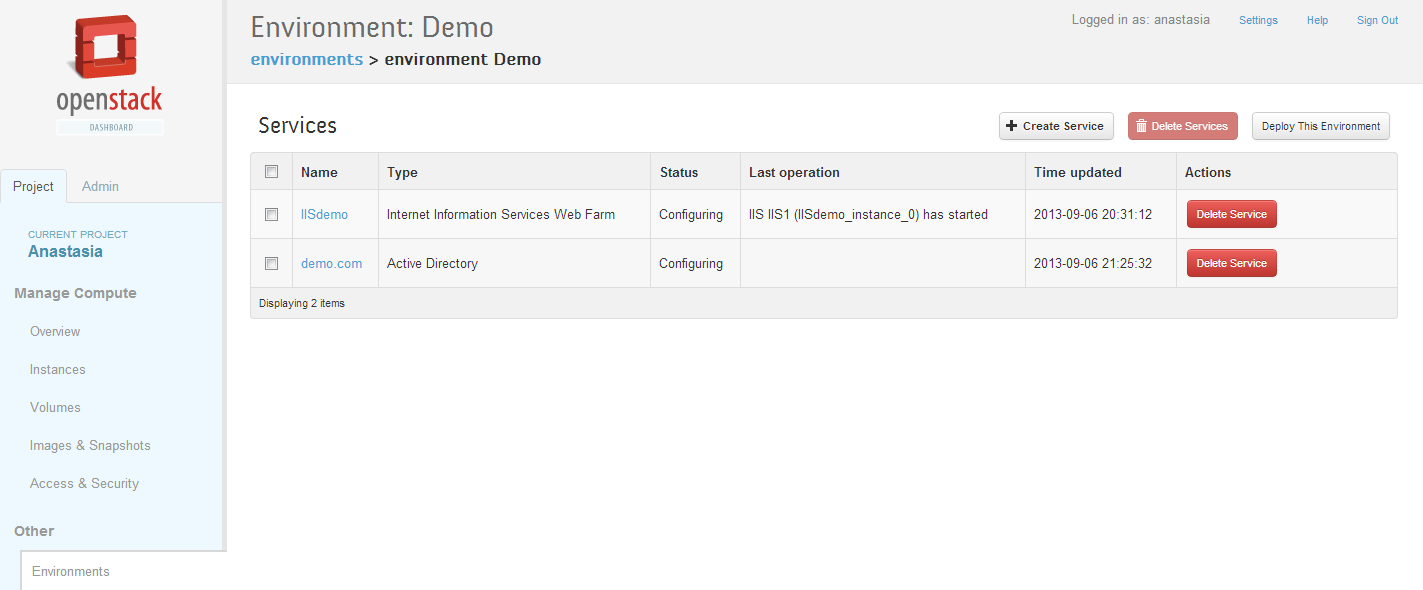 openstack
DASHBOARD
Project Admin
CURRENT PROJECT
Anastasia
Manage Compute
Overview
Instances
Volumes
Images & Snapshots
Access & Security
Other
Environments
Environment: Demo
environments > environment Demo
Logged in as: anastasia Settings Help Sign Out
Services
Create Service Delete Services Deploy This Environment
Name Type Status Last operation Time updated Actions
IISdemo Internet Information Services Web Farm Configuring IIS IIS1 (IISdemo_instance_0) has started 2013-09-06 20:31:12 Delete Service
demo.com Active Directory Configuring 2013-09-06 21:25:32 Delete Service
Displaying 2 items